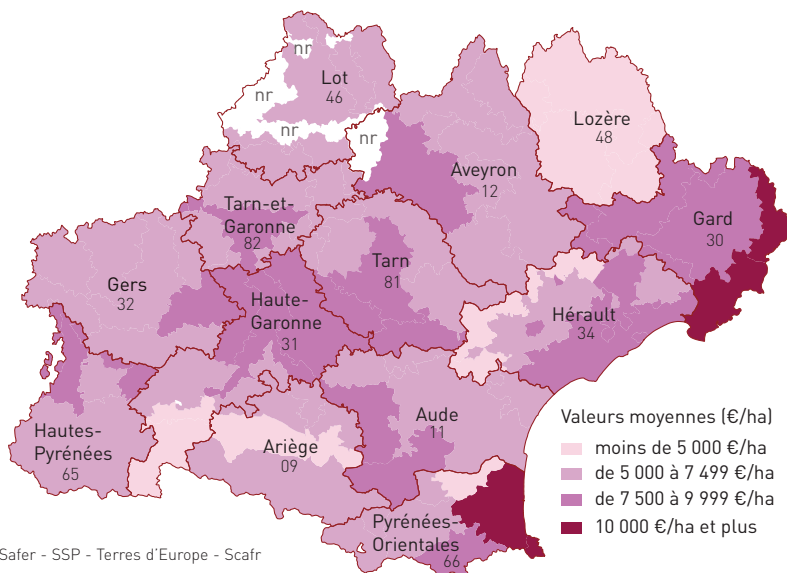 nr
Lot
46
nr
nr
nr
Lozère
48
Aveyron
12
Tarn-et-
Garonne
82
Gard
30
Tarn
81
Gers
32
Haute-
Garonne
31
Hérault
34
Hautes-
Pyrénées
65
Ariège
09
Aude
11
Pyrénées-
Orientales
66
Valeurs moyennes (€/ha)
moins de 5 000 €/ha
de 5 000 à 7 499 €/ha
de 7 500 à 9 999 €/ha
10 000 €/ha et plus
Safer - SSP - Terres d'Europe - Scafr